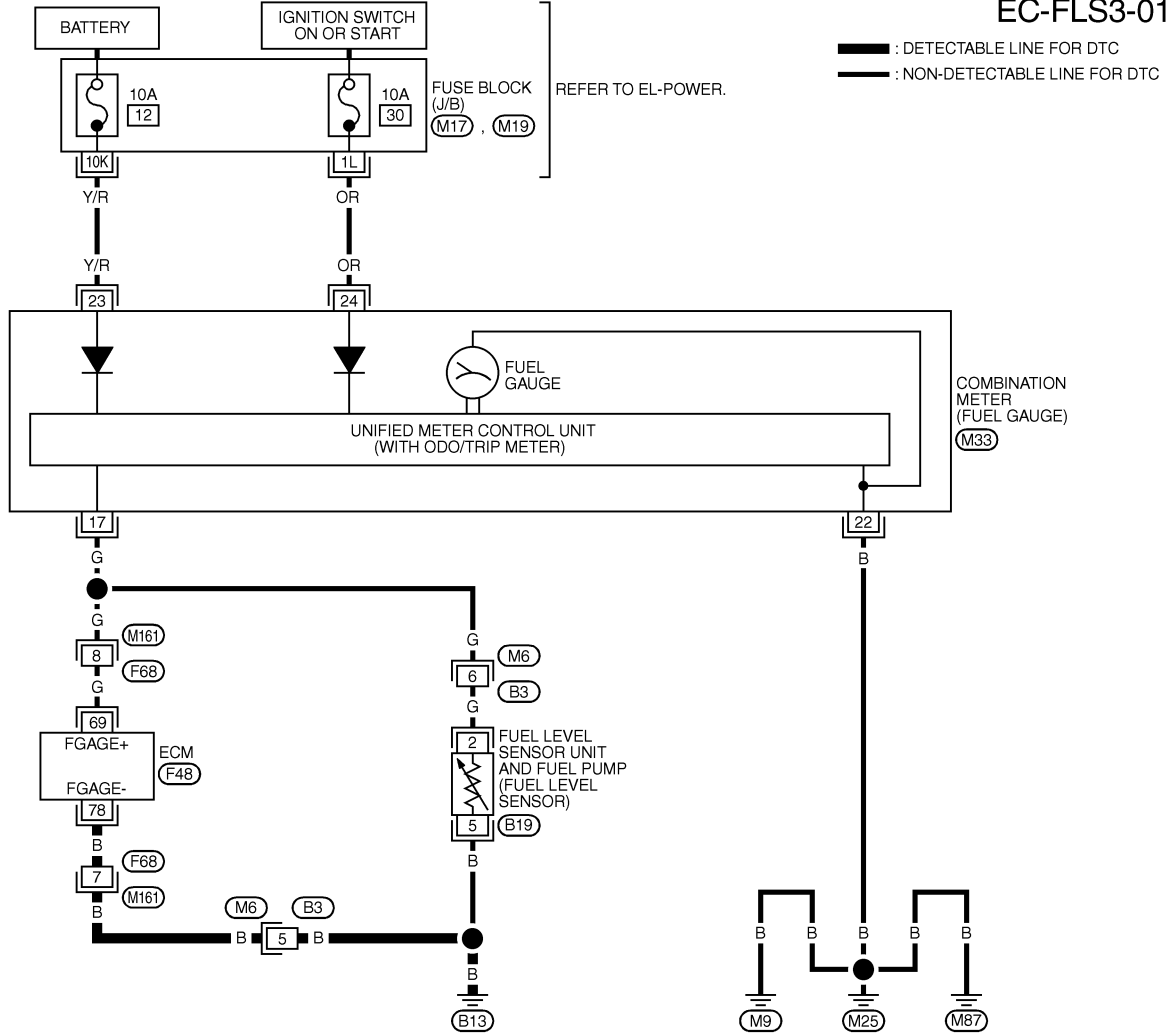 EC-FLS3-01
: DETECTABLE LINE FOR DTC
: NON-DETECTABLE LINE FOR DTC
BATTERY
IGNITION SWITCH
ON OR START
10A
12
10A
30
FUSE BLOCK
(J/B)
M17 , M19
REFER TO EL-POWER.
10K
1L
Y/R
OR
Y/R
OR
23
24
FUEL
GAUGE
UNIFIED METER CONTROL UNIT
(WITH ODO/TRIP METER)
COMBINATION
METER
(FUEL GAUGE)
M33
17
22
G
B
G
M161
8
F68
G
69
FGAGE+
ECM
F48
FGAGE-
78
B
F68
7
M161
B
G
M6
6
B3
G
2
FUEL LEVEL
SENSOR UNIT
AND FUEL PUMP
(FUEL LEVEL
SENSOR)
5
B19
B
M6
B3
B
5
B
B
B13
B
B
B
B
B
M9
M25
M87